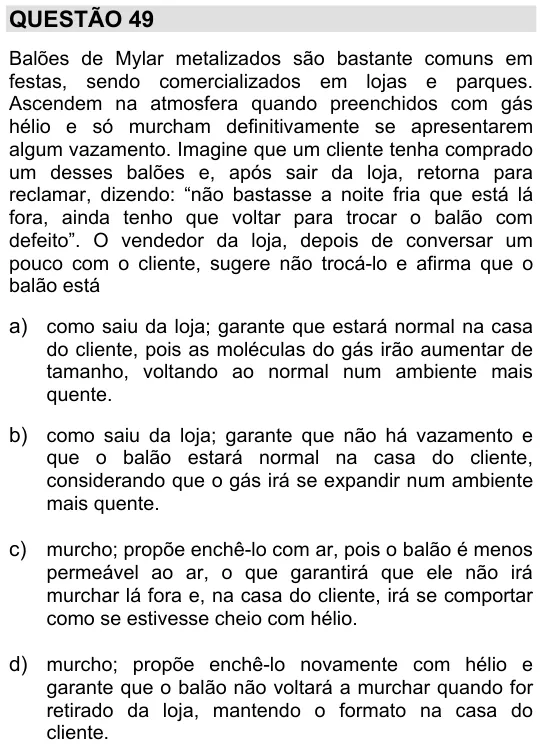 QUESTÃO 49
Balões de Mylar metalizados são bastante comuns em
festas, sendo comercializados em lojas e parques.
Ascendem na atmosfera quando preenchidos com gás
hélio e só murcham definitivamente se apresentarem
algum vazamento. Imagine que um cliente tenha comprado
um desses balões e, após sair da loja, retorna para
reclamar, dizendo: “não bastasse a noite fria que está lá
fora, ainda tenho que voltar para trocar o balão com
defeito”. O vendedor da loja, depois de conversar um
pouco com o cliente, sugere não trocá-lo e afirma que o
balão está
a) como saiu da loja; garante que estará normal na casa
do cliente, pois as moléculas do gás irão aumentar de
tamanho, voltando ao normal num ambiente mais
quente.
b) como saiu da loja; garante que não há vazamento e
que o balão estará normal na casa do cliente,
considerando que o gás irá se expandir num ambiente
mais quente.
c) murcho; propõe enchê-lo com ar, pois o balão é menos
permeável ao ar, o que garantirá que ele não irá
murchar lá fora e, na casa do cliente, irá se comportar
como se estivesse cheio com hélio.
d) murcho; propõe enchê-lo novamente com hélio e
garante que o balão não voltará a murchar quando for
retirado da loja, mantendo o formato na casa do
cliente.